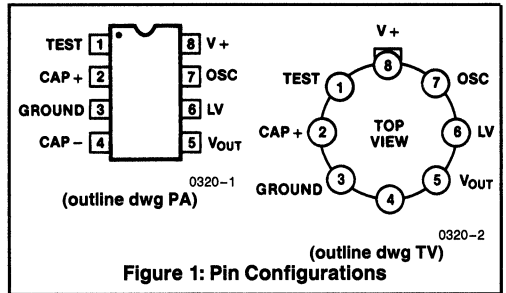 TEST 1 8 V+
CAP+ 2 7 OSC
GROUND 3 6 LV
CAP- 4 5 VOUT
0320-1
(outline dwg PA)
V+
8
TEST 1 7 OSC
CAP+ 2 TOP VIEW 6 LV
GROUND 3 5 VOUT
4
0320-2
(outline dwg TV)
Figure 1: Pin Configurations